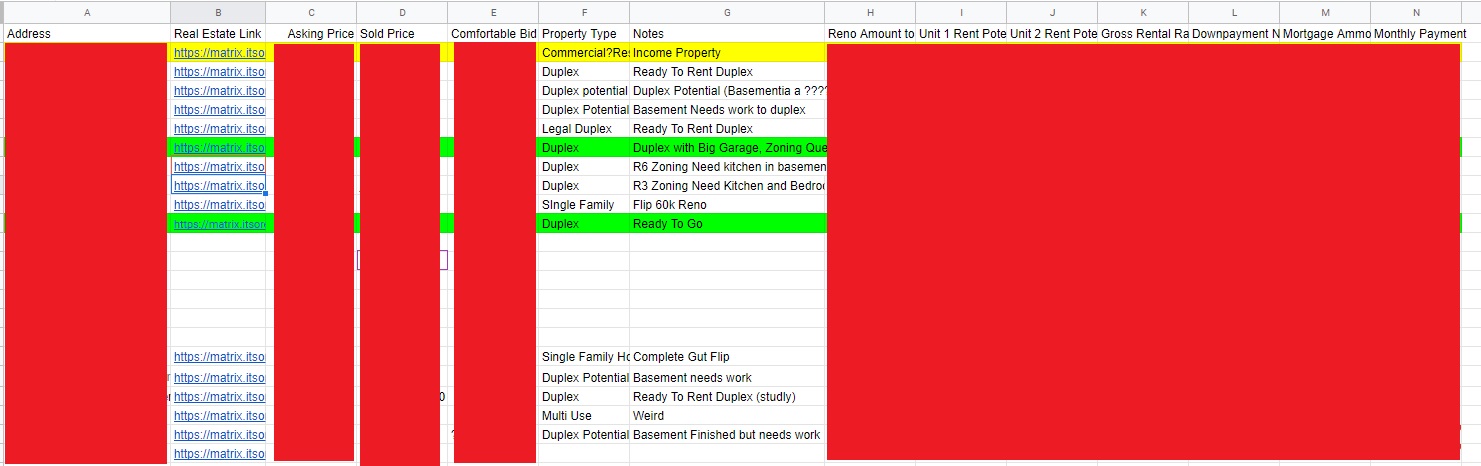 A B C D E F G H I J K L M N
Address Real Estate Link Asking Price Sold Price Comfortable Bid Property Type Notes Reno Amount to Unit 1 Rent Pote Unit 2 Rent Pote Gross Rental Ra Downpayment N Mortgage Ammo Monthly Payment
https://matrix.itso Commercial?Res Income Property
https://matrix.itso Duplex Ready To Rent Duplex
https://matrix.itso Duplex potential Duplex Potential (Basementia a ????
https://matrix.itso Duplex Potential Basement Needs work to duplex
https://matrix.itso Legal Duplex Ready To Rent Duplex
https://matrix.itso Duplex Duplex with Big Garage, Zoning Que
https://matrix.itso Duplex R6 Zoning Need kitchen in basemen
https://matrix.itso Duplex R3 Zoning Need Kitchen and Bedroo
https://matrix.itso SIngle Family Flip 60k Reno
https://matrix.itsor Duplex Ready To Go
https://matrix.itso Single Family Ho Complete Gut Flip
https://matrix.itso Duplex Potential Basement needs work
https://matrix.itso 0 Duplex Ready To Rent Duplex (studly)
https://matrix.itso Multi Use Weird
https://matrix.itso ? Duplex Potential Basement Finished but needs work
https://matrix.itso